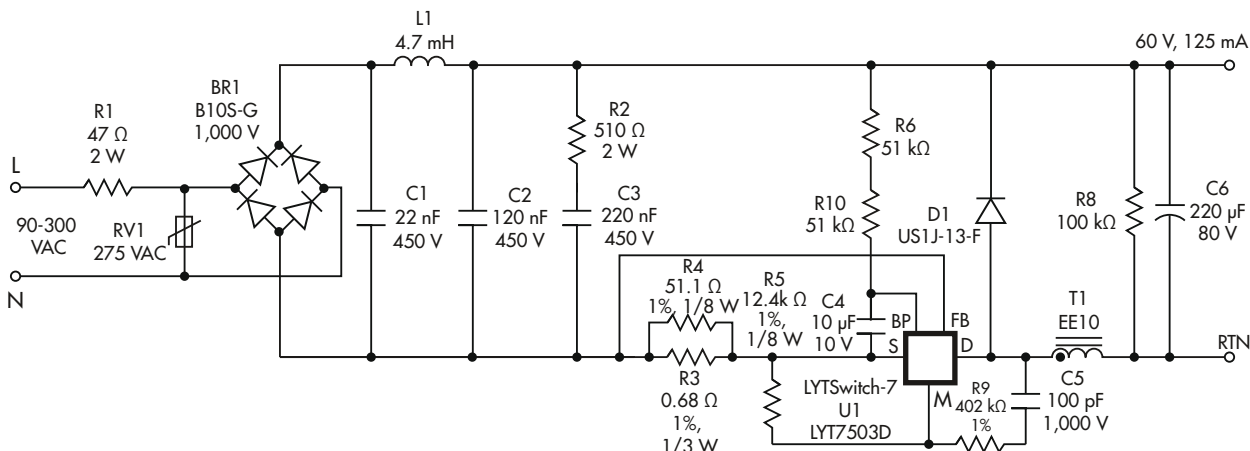 L1
4.7 mH
60 V, 125 mA
BR1
B10S-G
1,000 V
R1
47 Ω
2 W
R2
510 Ω
2 W
R6
51 kΩ
L
C1
22 nF
450 V
C2
120 nF
450 V
C3
220 nF
450 V
R10
51 kΩ
D1
US1J-13-F
R8
100 kΩ
C6
220 µF
80 V
90-300
VAC
RV1
275 VAC
N
R4
51.1 Ω
1%, 1/8 W
R5
12.4k Ω
1%,
1/8 W
C4
10 µF
10 V
BP
FB
S
D
M
T1
EE10
RTN
R3
0.68 Ω
1%,
1/3 W
LYTSwitch-7
U1
LYT7503D
R9
402 kΩ
1%
C5
100 pF
1,000 V